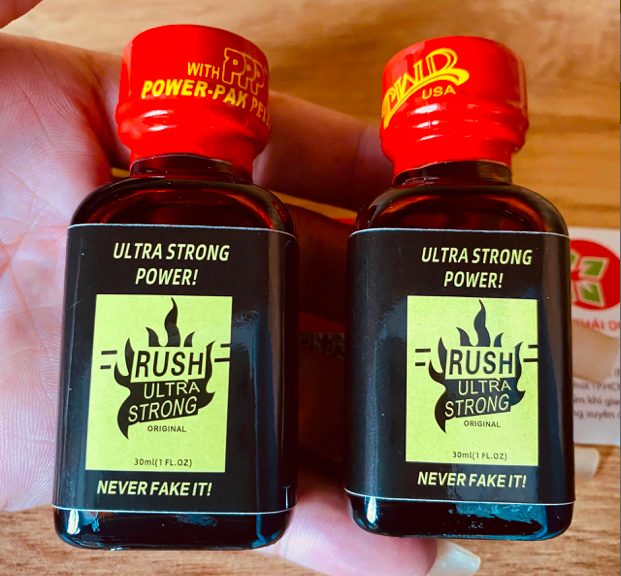 WITH PPP
POWER-PAK PEL
ULTRA STRONG
POWER!
RUSH
ULTRA
STRONG
ORIGINAL
30ml(1 FL.OZ)
NEVER FAKE IT!
PWD
USA
ULTRA STRONG
POWER!
RUSH
ULTRA
STRONG
ORIGINAL
30ml(1 FL.OZ)
NEVER FAKE IT!